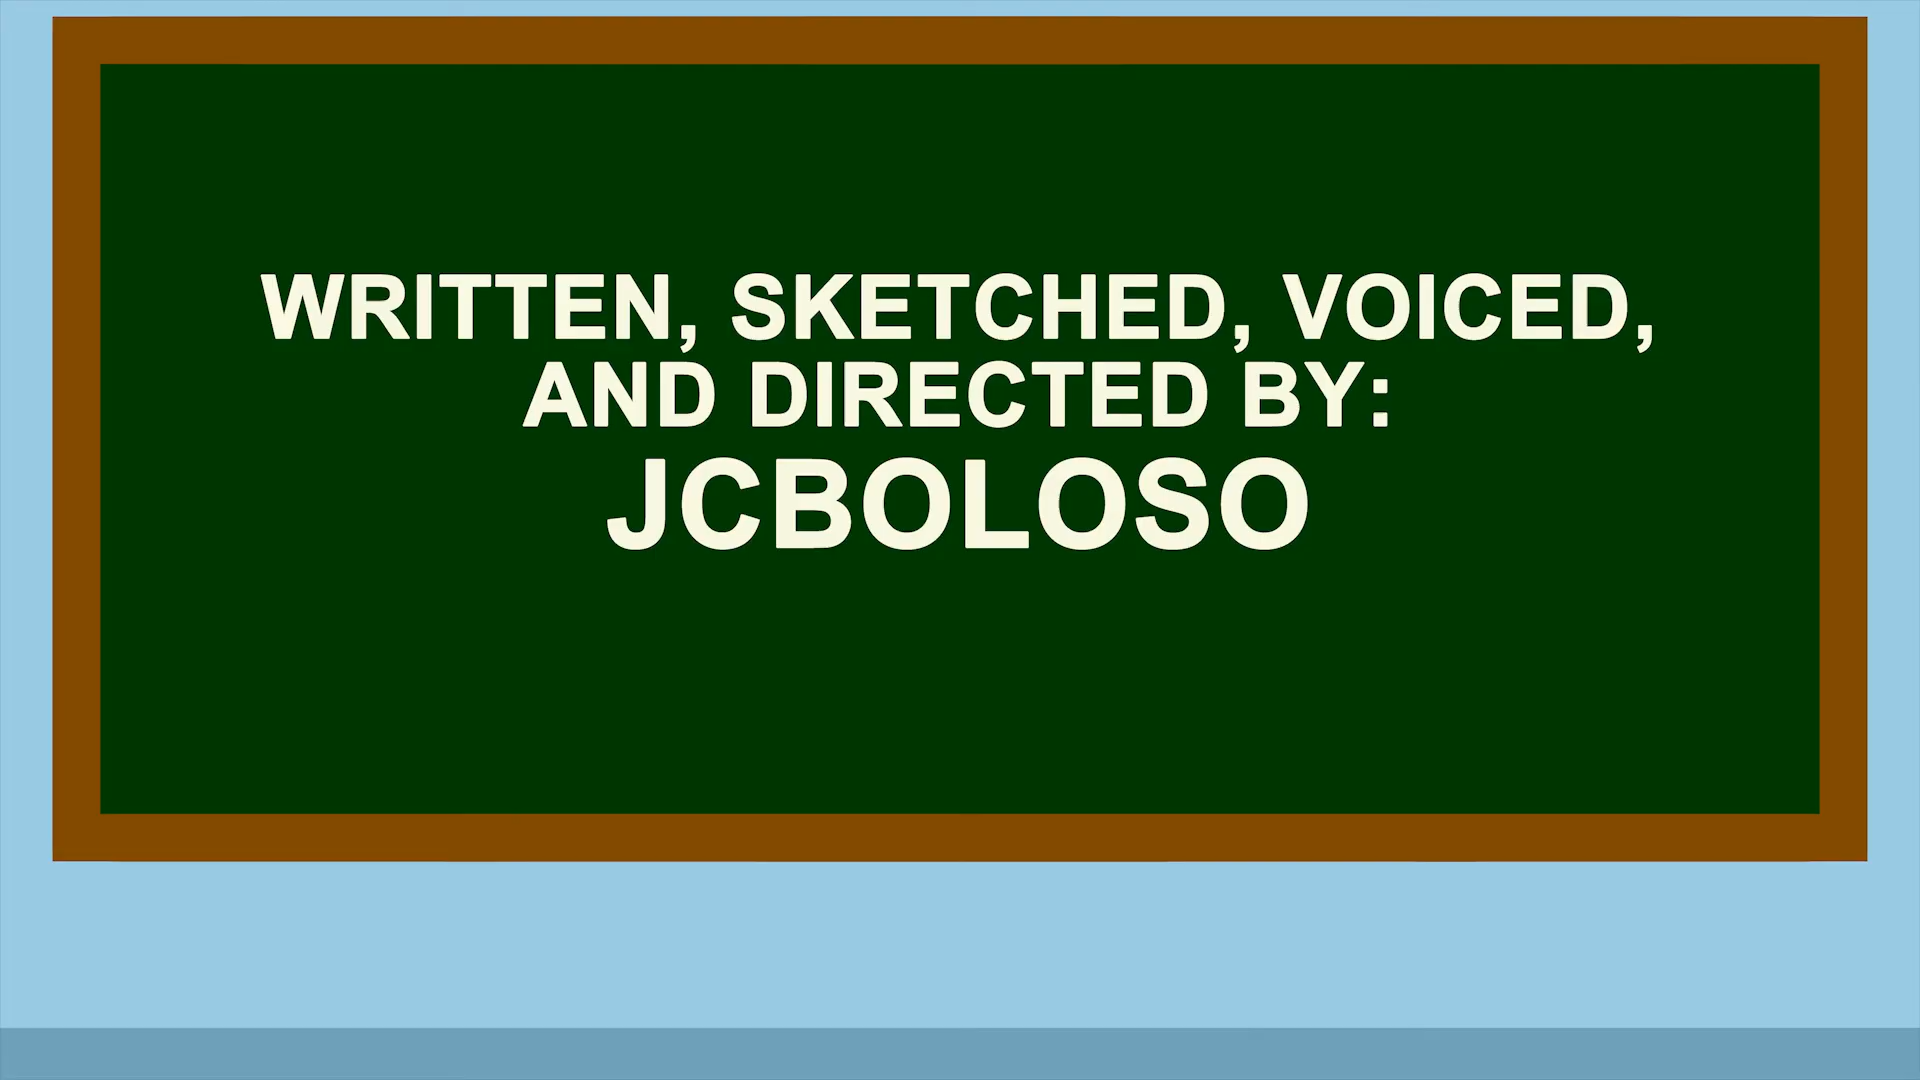 WRITTEN, SKETCHED, VOICED,
AND DIRECTED BY:
JCBOLOSO